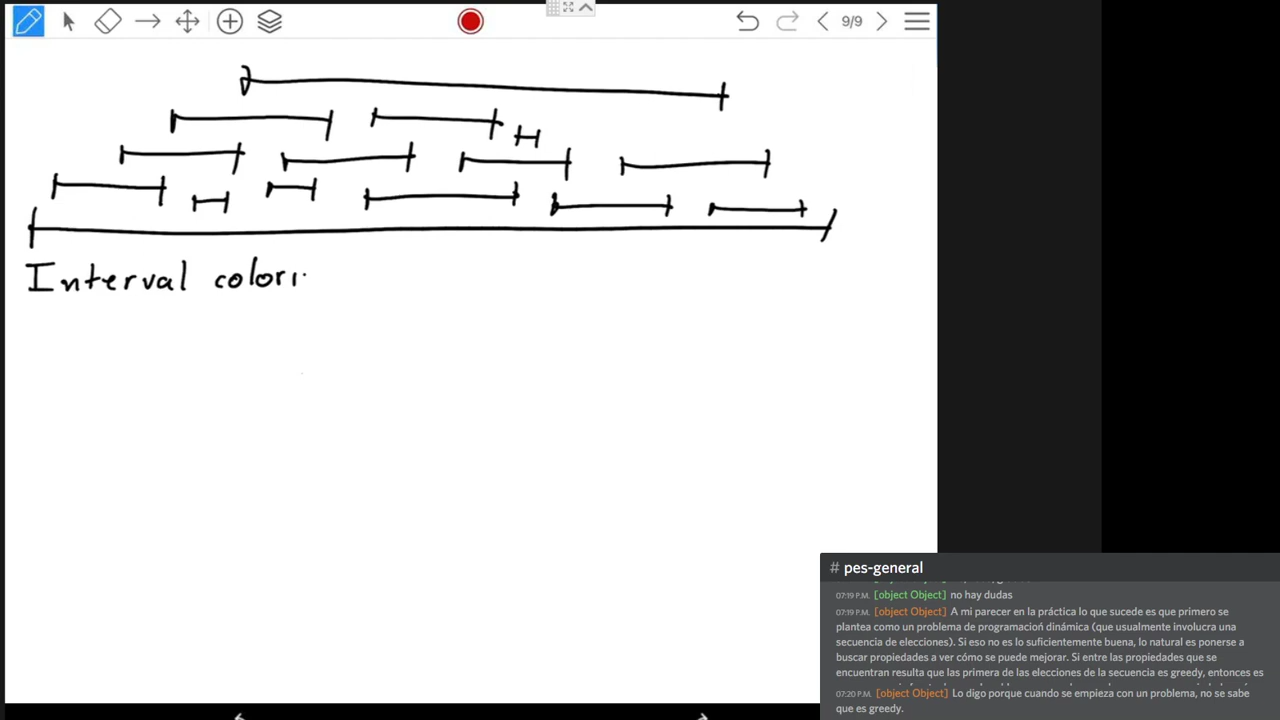 9/9
Interval colori
# pes-general
07:19 P.M. [object Object] no hay dudas
07:19 P.M. [object Object] A mi parecer en la práctica lo que sucede es que primero se
plantea como un problema de programación dinámica (que usualmente involucra una
secuencia de elecciones). Si eso no es lo suficientemente buena, lo natural es ponerse a
buscar propiedades a ver cómo se puede mejorar. Si entre las propiedades que se
encuentran resulta que las primera de las elecciones de la secuencia es greedy, entonces es
07:20 P.M. [object Object] Lo digo porque cuando se empieza con un problema, no se sabe
que es greedy.